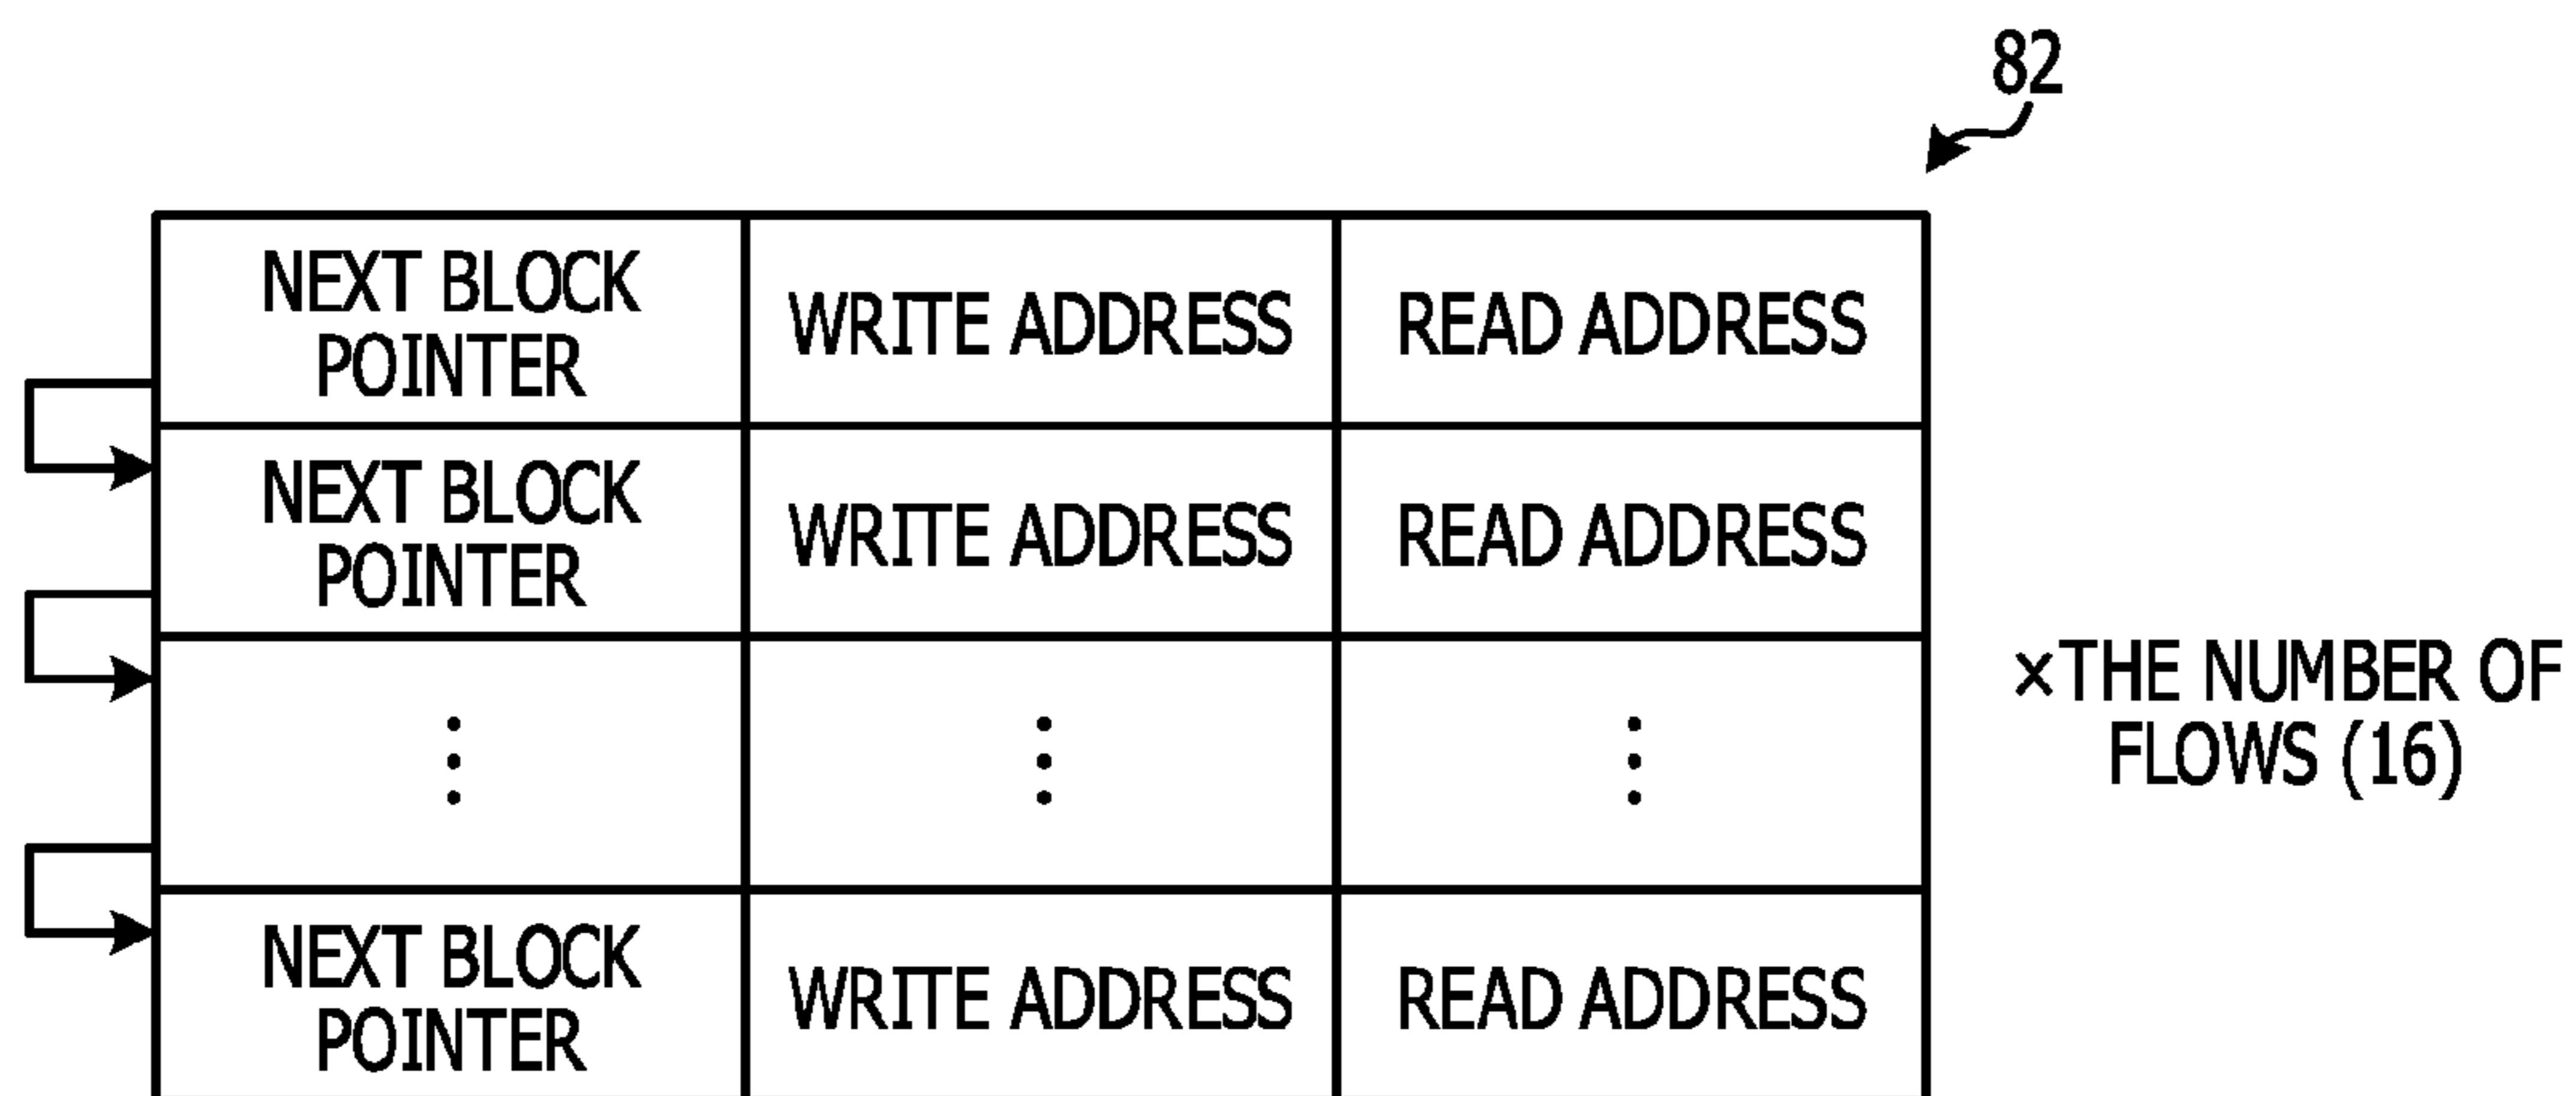 82
NEXT BLOCK
POINTER
WRITE ADDRESS
READ ADDRESS
NEXT BLOCK
POINTER
WRITE ADDRESS
READ ADDRESS
×THE NUMBER OF
FLOWS (16)
NEXT BLOCK
POINTER
WRITE ADDRESS
READ ADDRESS